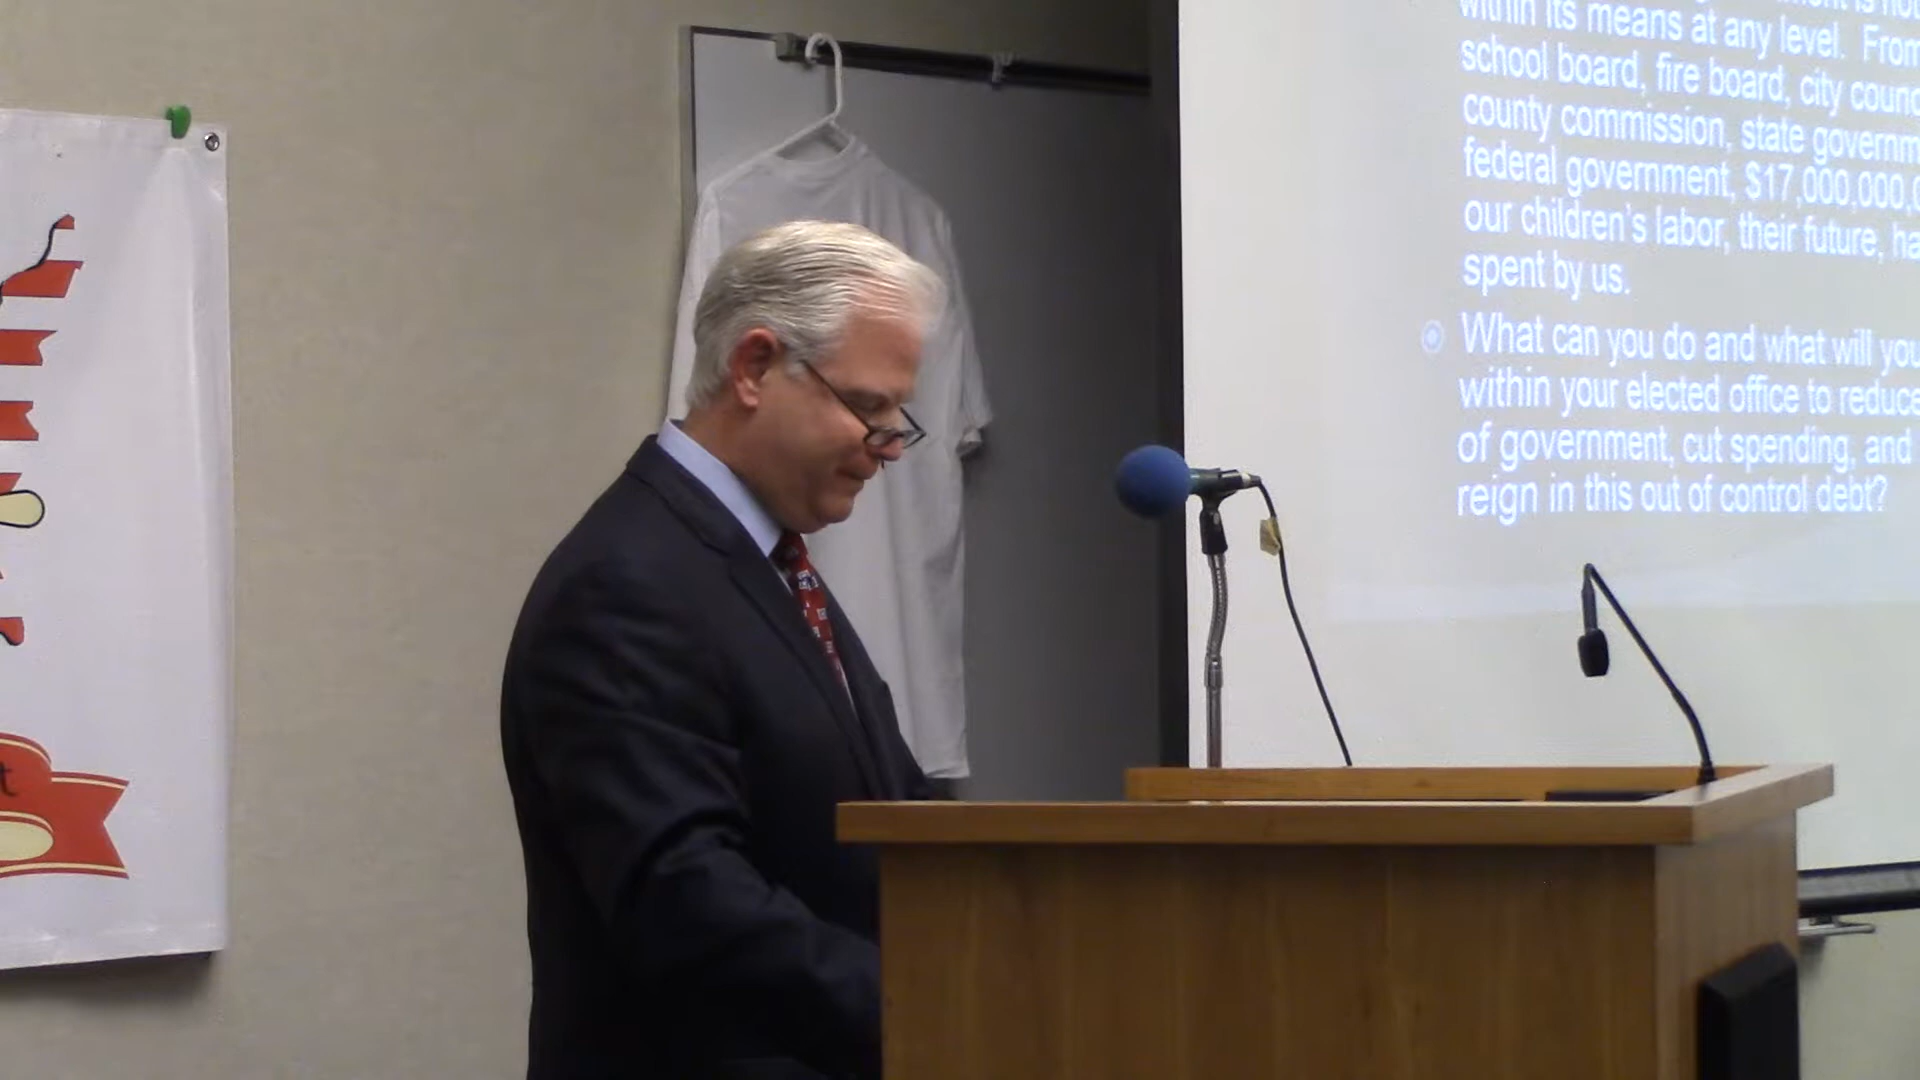 within its means at any level. From
school board, fire board, city counc
county commission, state governm
federal government, $17,000,000,0
our children's labor, their future, ha
spent by us.
What can you do and what will you
within your elected office to reduce
of government, cut spending, and
reign in this out of control debt?
t